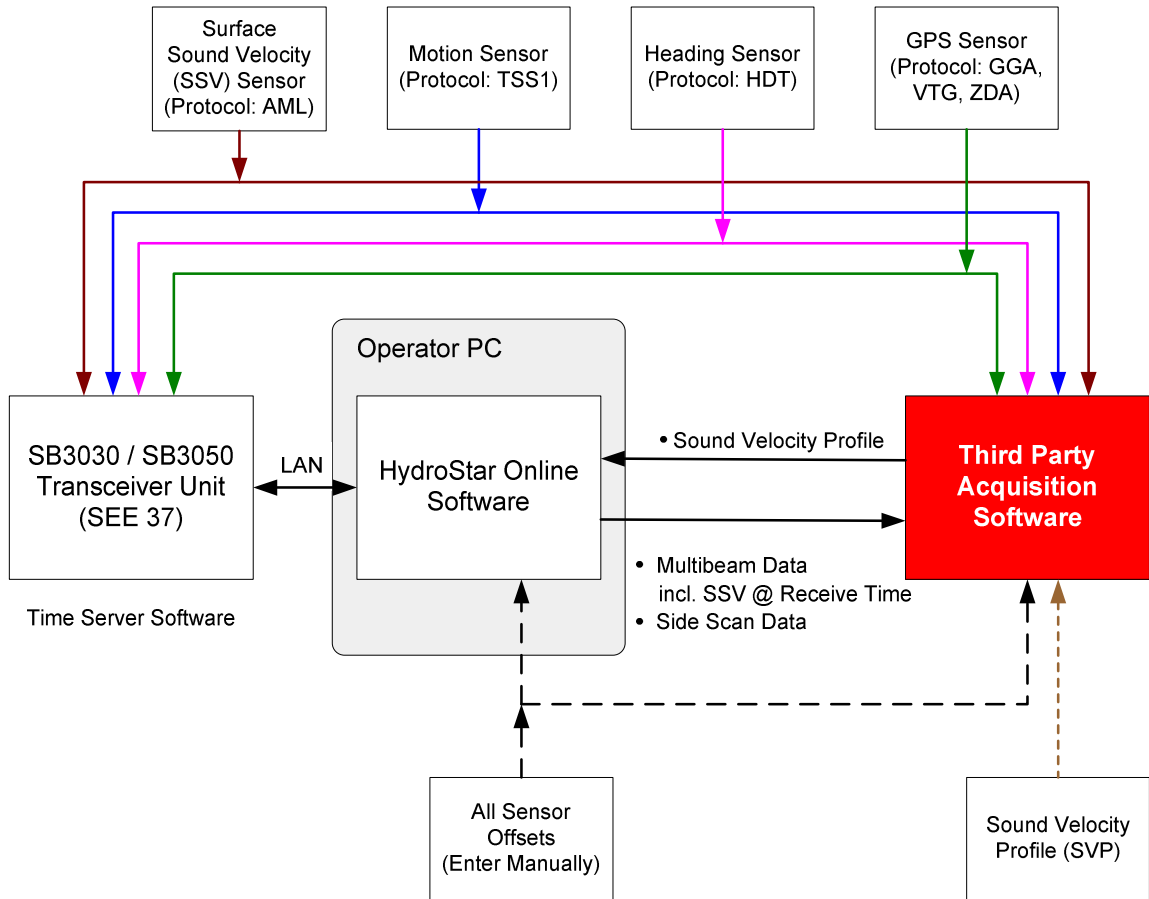 Surface
Sound Velocity
(SSV) Sensor
(Protocol: AML)
Motion Sensor
(Protocol: TSS1)
Heading Sensor
(Protocol: HDT)
GPS Sensor
(Protocol: GGA,
VTG, ZDA)
Operator PC
SB3030 / SB3050
Transceiver Unit
(SEE 37)
LAN
HydroStar Online
Software
• Sound Velocity Profile
Third Party
Acquisition
Software
• Multibeam Data
incl. SSV @ Receive Time
• Side Scan Data
Time Server Software
All Sensor
Offsets
(Enter Manually)
Sound Velocity
Profile (SVP)